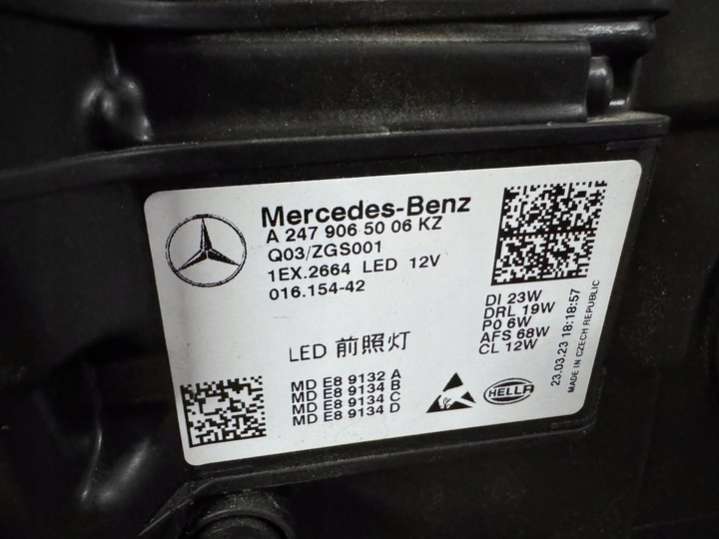 Mercedes-Benz
A 247 906 50 06 KZ
Q03/ZGS001
1EX.2664 LED 12V
016.154-42
DI 23W
DRL 19W
P0 6W
AFS 68W
CL 12W
23.03.23 18:18:57
MADE IN CZECH REPUBLIC
LED 前照灯
MD E8 9132 A
MD E8 9134 B
MD E8 9134 C
MD E8 9134 D
HELLA